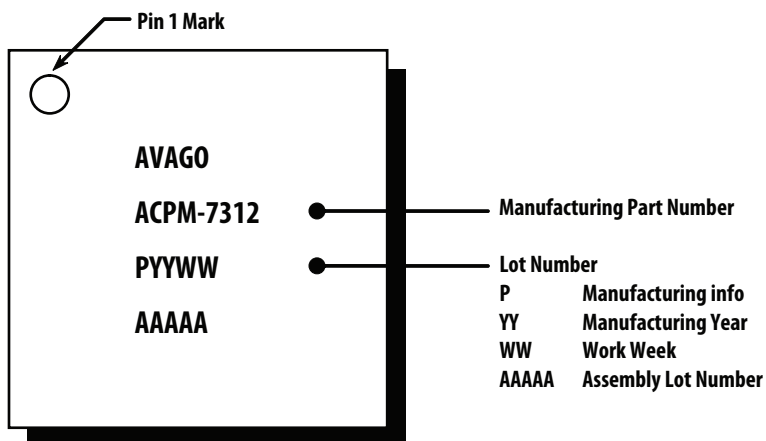 Pin 1 Mark
AVAGO
ACPM-7312
PYYWW
AAAAA
Manufacturing Part Number
Lot Number
P Manufacturing info
YY Manufacturing Year
WW Work Week
AAAAA Assembly Lot Number